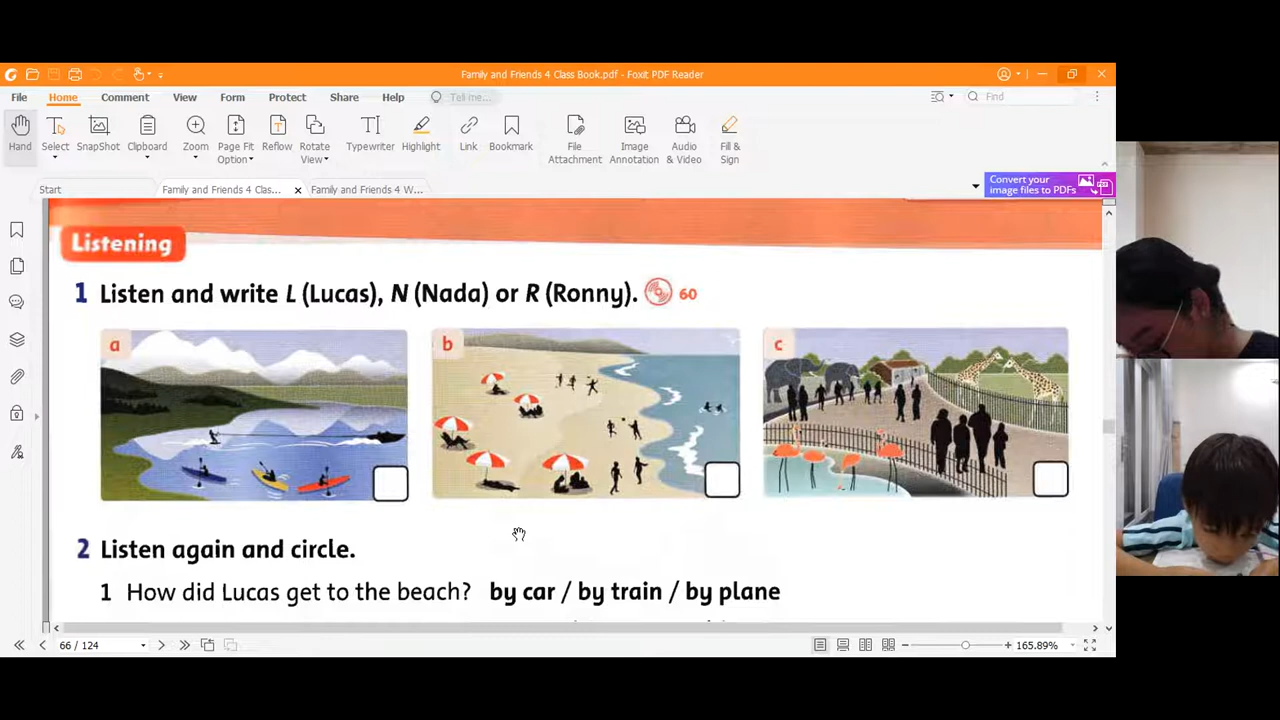 Family and Friends 4 Class Book.pdf - Foxit PDF Reader
File Home Comment View Form Protect Share Help Tell me... Find
Hand Select SnapShot Clipboard Zoom Page Fit Option Reflow Rotate View Typewriter Highlight Link Bookmark File Attachment Image Annotation Audio & Video Fill & Sign
Start Family and Friends 4 Clas... Family and Friends 4 W...
Convert your
image files to PDFs
Listening
1 Listen and write L (Lucas), N (Nada) or R (Ronny). 60
a b c
2 Listen again and circle.
1 How did Lucas get to the beach? by car / by train / by plane
66 / 124 165.89%